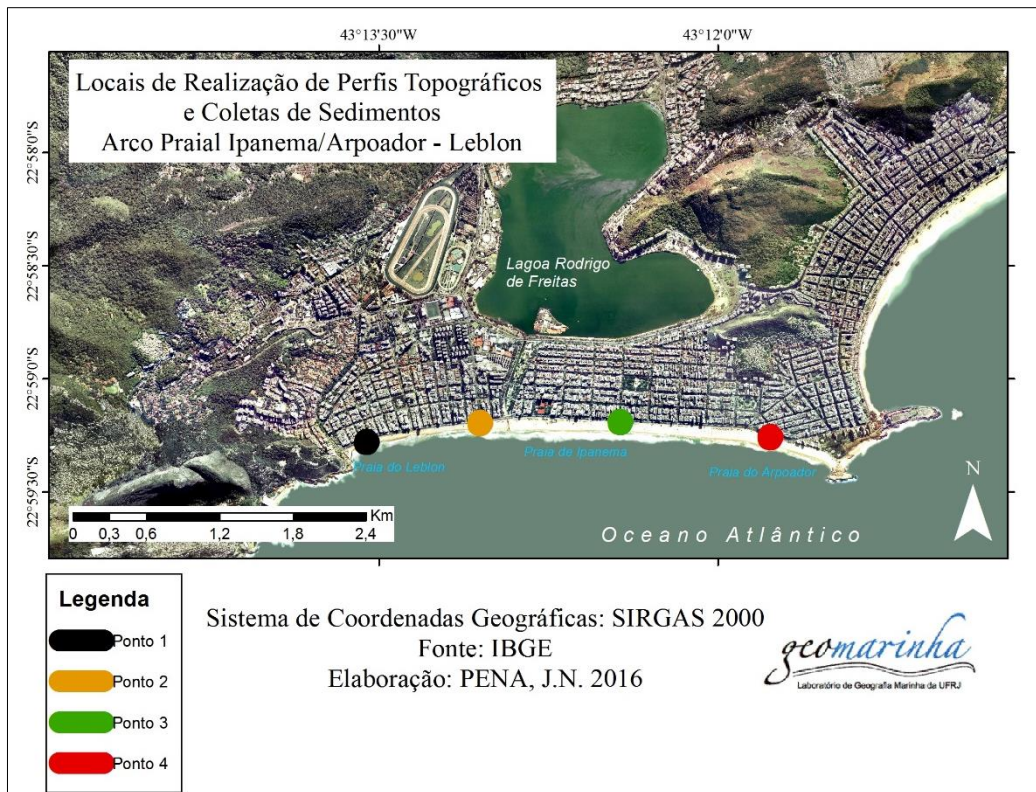 43°13'30"W
43°12'0"W
Locais de Realização de Perfis Topográficos
e Coletas de Sedimentos
Arco Praial Ipanema/Arpoador - Leblon
22°58'0"S
22°58'30"S
22°59'0"S
22°59'30"S
Lagoa Rodrigo
de Freitas
Praia do Leblon
Praia de Ipanema
Praia do Arpoador
Oceano Atlântico
N
Km
0 0,3 0,6 1,2 1,8 2,4
Legenda
Ponto 1
Ponto 2
Ponto 3
Ponto 4
Sistema de Coordenadas Geográficas: SIRGAS 2000
Fonte: IBGE
Elaboração: PENA, J.N. 2016
geomarinha
Laboratório de Geografia Marinha da UFRJ